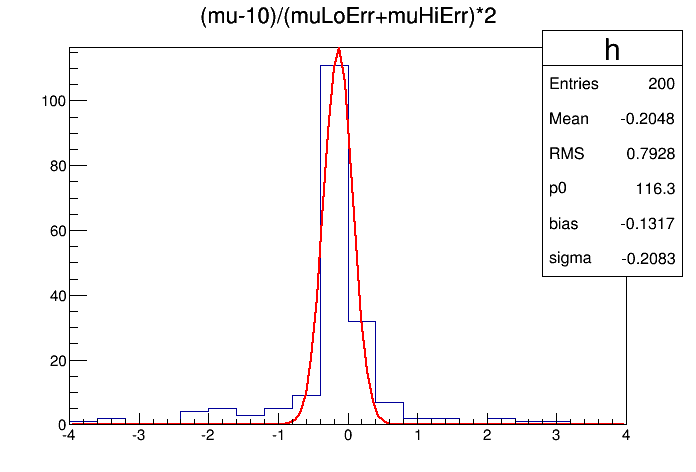 (mu-10)/(muLoErr+muHiErr)*2
h
Entries 200
Mean -0.2048
RMS 0.7928
p0 116.3
bias -0.1317
sigma -0.2083
100
80
60
40
20
0
-4 -3 -2 -1 0 1 2 3 4